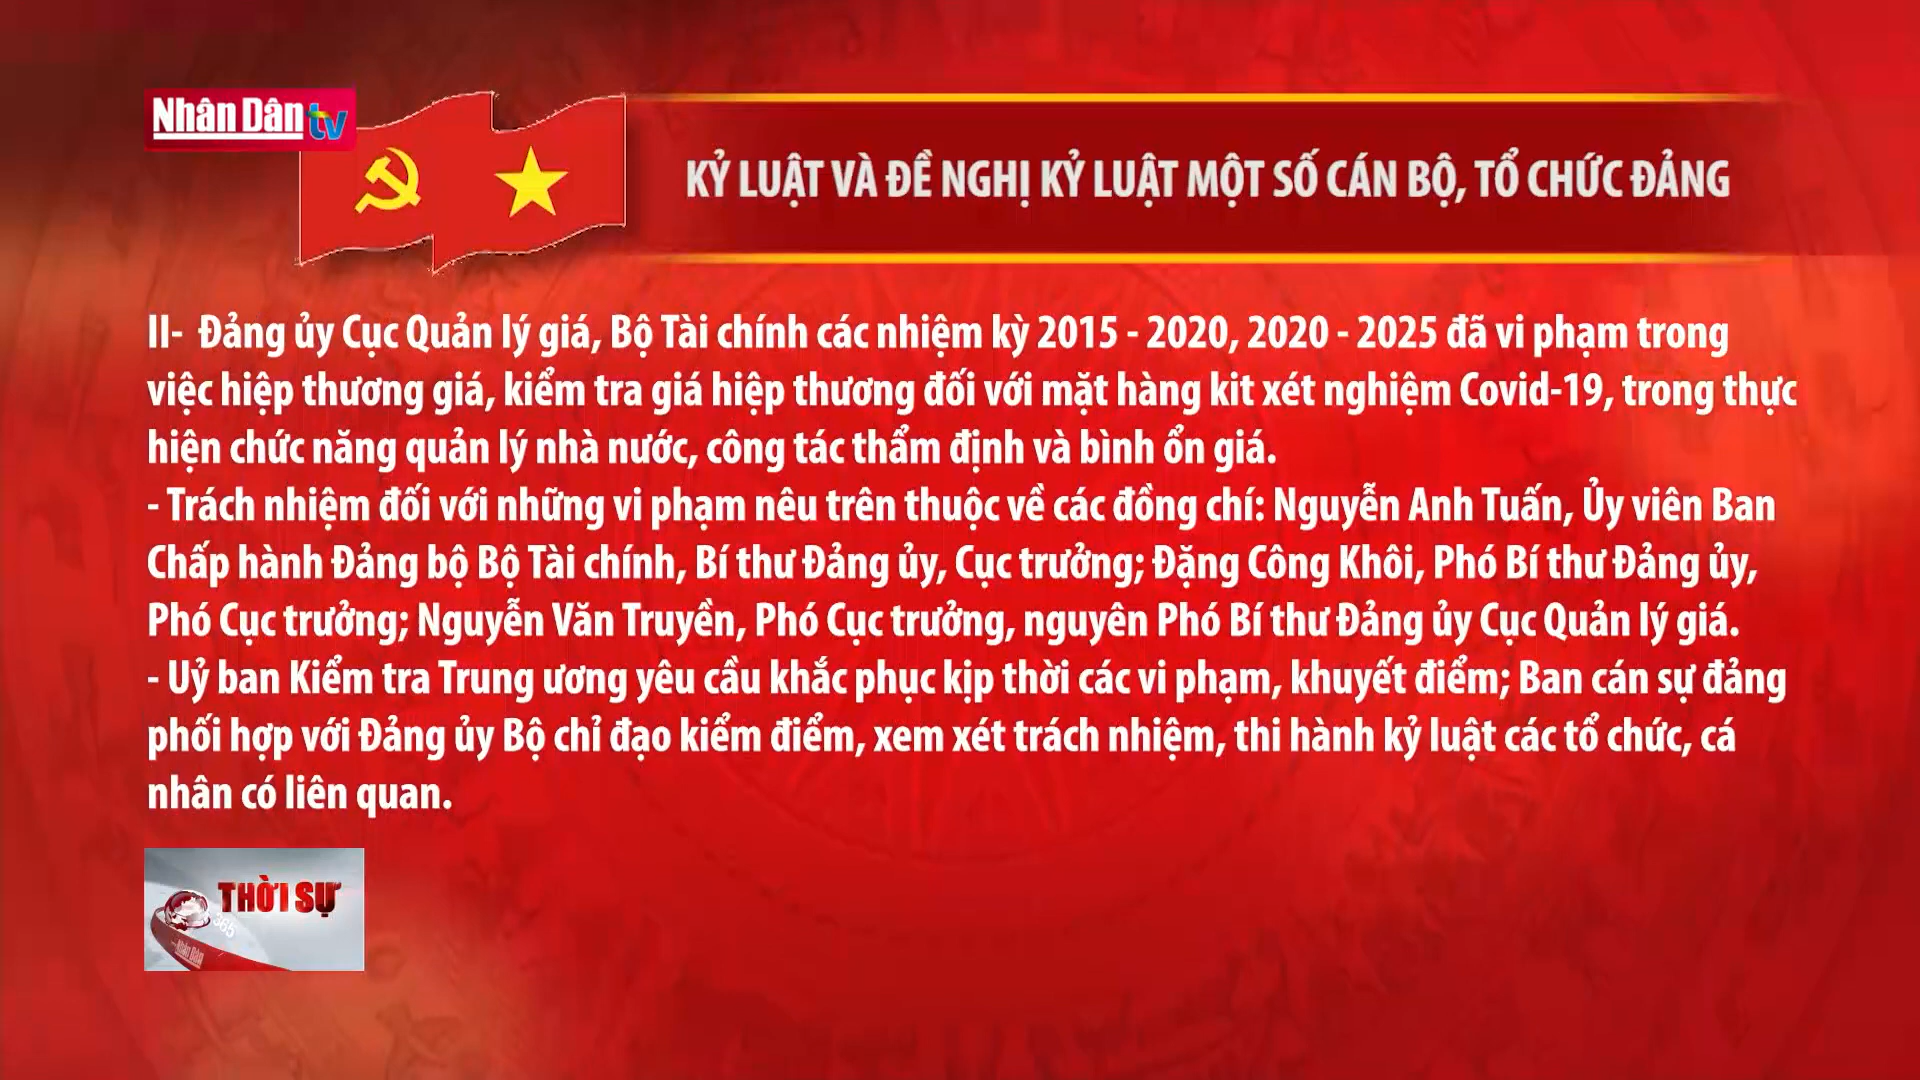 Nhân Dân tv
KỶ LUẬT VÀ ĐỀ NGHỊ KỶ LUẬT MỘT SỐ CÁN BỘ, TỔ CHỨC ĐẢNG
II- Đảng ủy Cục Quản lý giá, Bộ Tài chính các nhiệm kỳ 2015 - 2020, 2020 - 2025 đã vi phạm trong
việc hiệp thương giá, kiểm tra giá hiệp thương đối với mặt hàng kit xét nghiệm Covid-19, trong thực
hiện chức năng quản lý nhà nước, công tác thẩm định và bình ổn giá.
- Trách nhiệm đối với những vi phạm nêu trên thuộc về các đồng chí: Nguyễn Anh Tuấn, Ủy viên Ban
Chấp hành Đảng bộ Bộ Tài chính, Bí thư Đảng ủy, Cục trưởng; Đặng Công Khôi, Phó Bí thư Đảng ủy,
Phó Cục trưởng; Nguyễn Văn Truyền, Phó Cục trưởng, nguyên Phó Bí thư Đảng ủy Cục Quản lý giá.
- Uỷ ban Kiểm tra Trung ương yêu cầu khắc phục kịp thời các vi phạm, khuyết điểm; Ban cán sự đảng
phối hợp với Đảng ủy Bộ chỉ đạo kiểm điểm, xem xét trách nhiệm, thi hành kỷ luật các tổ chức, cá
nhân có liên quan.
THỜI SỰ
365
Nhân Dân